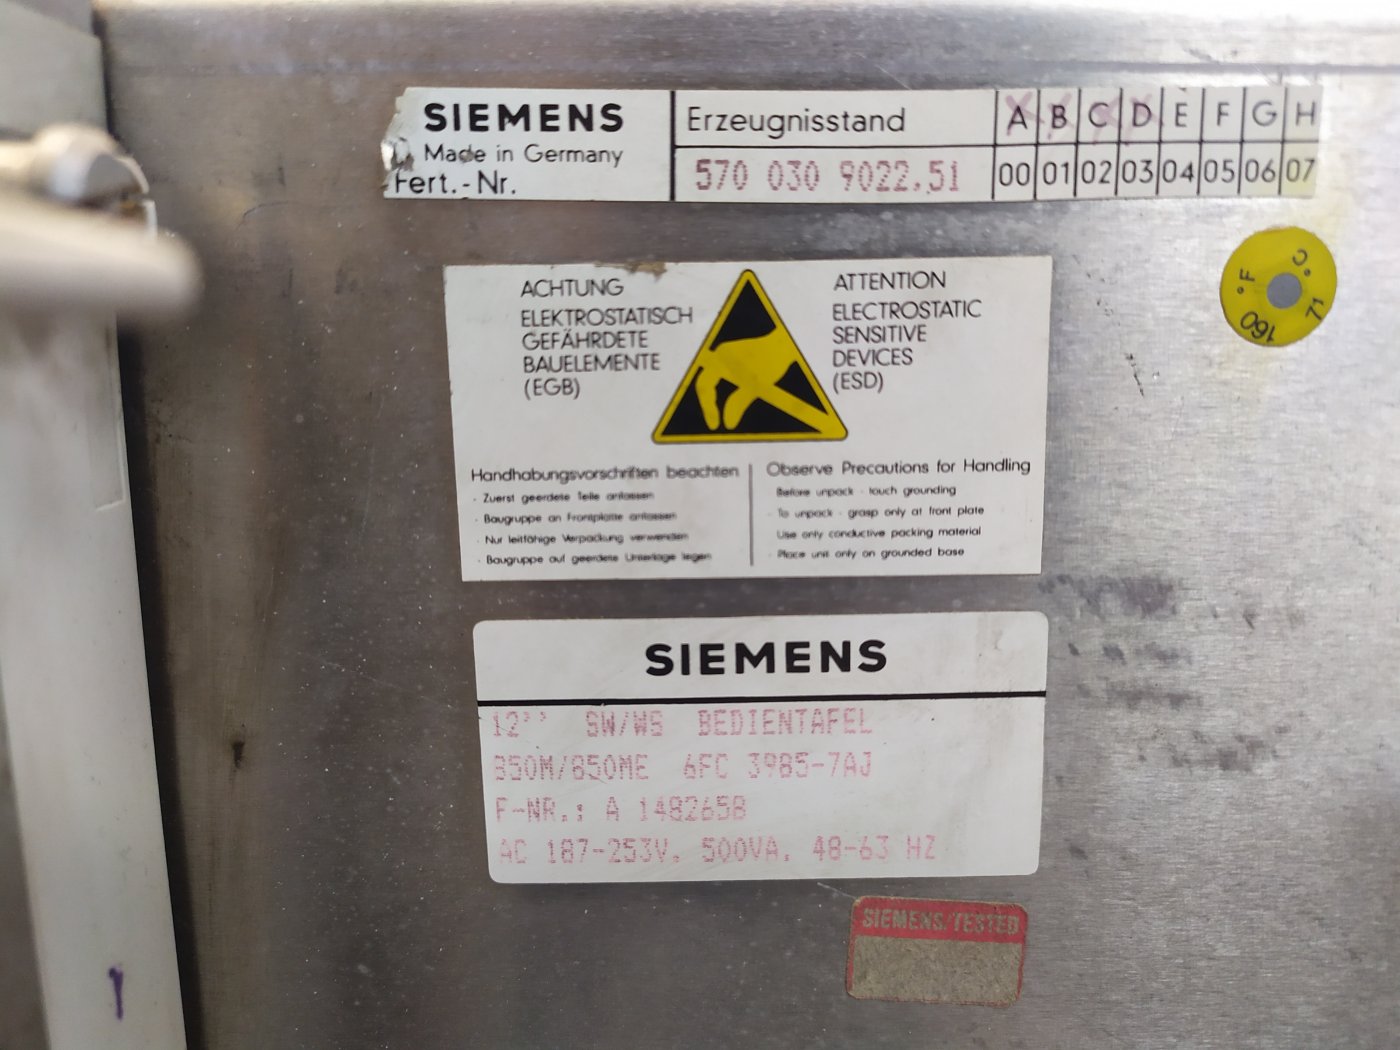 SIEMENS
Made in Germany
Fert.-Nr.
Erzeugnisstand
570 030 9022.51
A B C D E F G H
00 01 02 03 04 05 06 07
°F °C
160 71
ACHTUNG
ELEKTROSTATISCH
GEFÄHRDETE
BAUELEMENTE
(EGB)
ATTENTION
ELECTROSTATIC
SENSITIVE
DEVICES
(ESD)
Handhabungsvorschriften beachten
· Zuerst geerdete Teile anfassen
· Baugruppe an Frontplatte anfassen
· Nur leitfähige Verpackung verwenden
· Baugruppe auf geerdete Unterlage legen
Observe Precautions for Handling
Before unpack · touch grounding
To unpack · grasp only at front plate
Use only conductive packing material
Place unit only on grounded base
SIEMENS
12'' SW/WS BEDIENTAFEL
850M/850ME 6FC 3985-7AJ
F-NR.: A 148265B
AC 187-253V, 500VA, 48-63 HZ
SIEMENS/TESTED
1